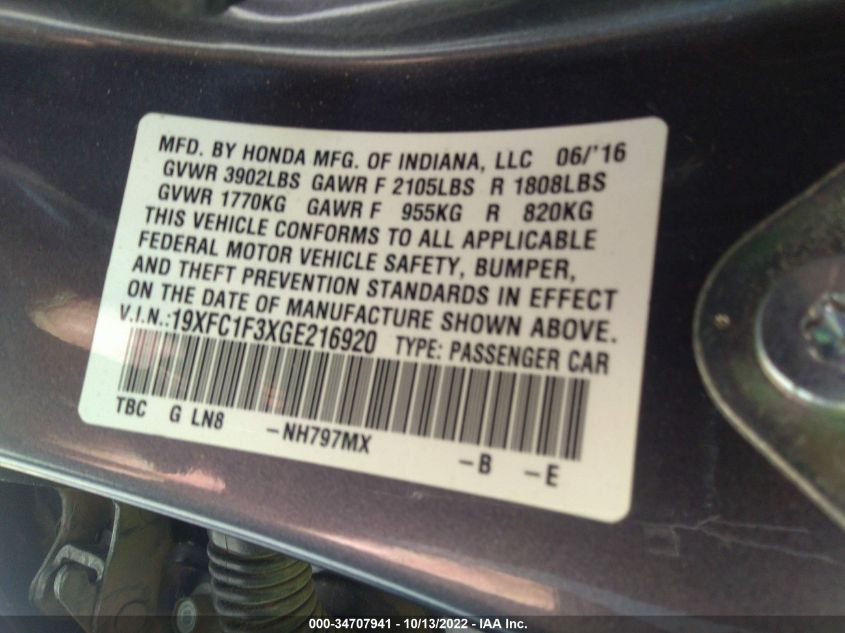 MFD. BY HONDA MFG. OF INDIANA, LLC 06/'16
GVWR 3902LBS GAWR F 2105LBS R 1808LBS
GVWR 1770KG GAWR F 955KG R 820KG
THIS VEHICLE CONFORMS TO ALL APPLICABLE
FEDERAL MOTOR VEHICLE SAFETY, BUMPER,
AND THEFT PREVENTION STANDARDS IN EFFECT
ON THE DATE OF MANUFACTURE SHOWN ABOVE.
V.I.N.:19XFC1F3XGE216920 TYPE: PASSENGER CAR
TBC G LN8 -NH797MX -B -E
000-34707941 - 10/13/2022 - IAA Inc.